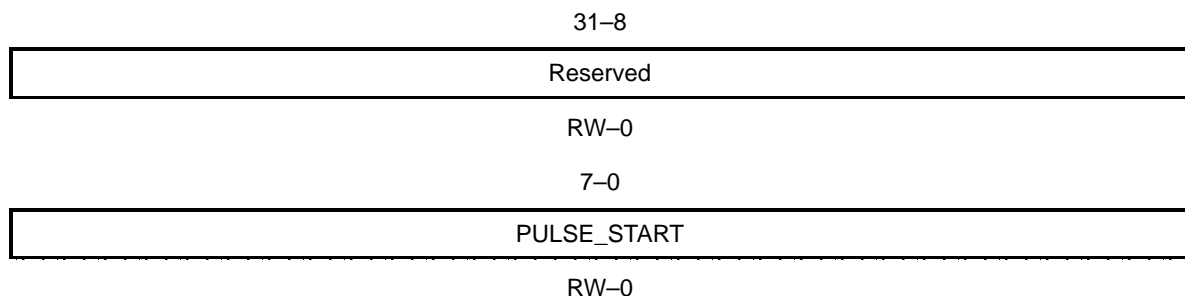 31–8
Reserved
RW–0
7–0
PULSE_START
RW–0